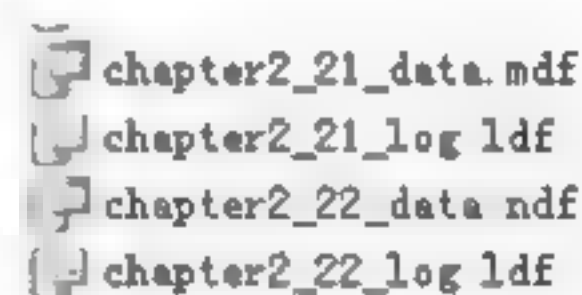 chapter2_21_data.mdf
chapter2_21_log ldf
chapter2_22_data ndf
chapter2_22_log ldf